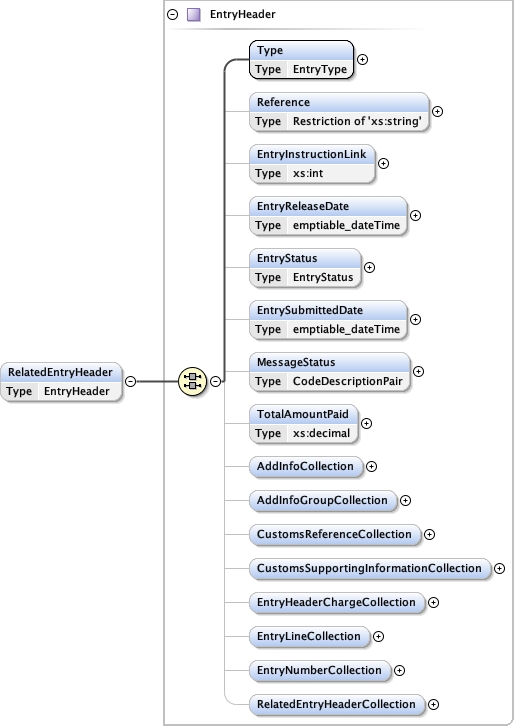 EntryHeader
Type
Type EntryType
Reference
Type Restriction of 'xs:string'
EntryInstructionLink
Type xs:int
EntryReleaseDate
Type emptiable_dateTime
EntryStatus
Type EntryStatus
EntrySubmittedDate
Type emptiable_dateTime
RelatedEntryHeader
Type EntryHeader
MessageStatus
Type CodeDescriptionPair
TotalAmountPaid
Type xs:decimal
AddInfoCollection
AddInfoGroupCollection
CustomsReferenceCollection
CustomsSupportingInformationCollection
EntryHeaderChargeCollection
EntryLineCollection
EntryNumberCollection
RelatedEntryHeaderCollection